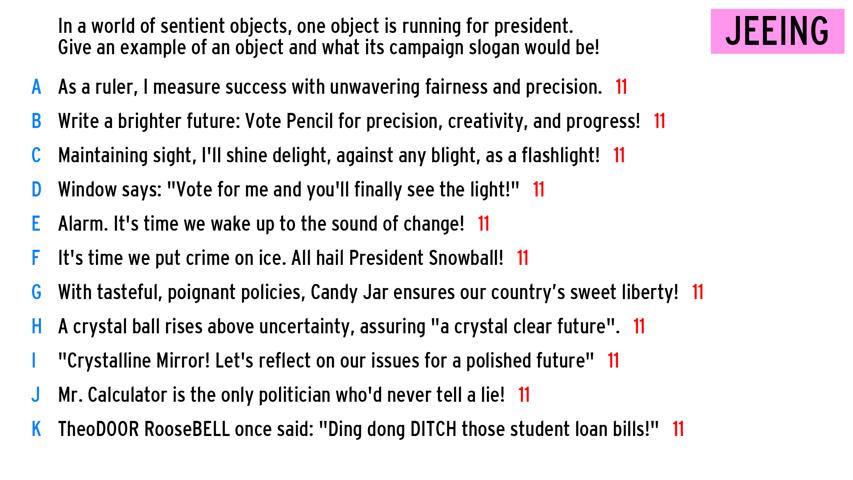 In a world of sentient objects, one object is running for president.
Give an example of an object and what its campaign slogan would be!
JEEING
A As a ruler, I measure success with unwavering fairness and precision. 11
B Write a brighter future: Vote Pencil for precision, creativity, and progress! 11
C Maintaining sight, I'll shine delight, against any blight, as a flashlight! 11
D Window says: "Vote for me and you'll finally see the light!" 11
E Alarm. It's time we wake up to the sound of change! 11
F It's time we put crime on ice. All hail President Snowball! 11
G With tasteful, poignant policies, Candy Jar ensures our country’s sweet liberty! 11
H A crystal ball rises above uncertainty, assuring "a crystal clear future". 11
I "Crystalline Mirror! Let's reflect on our issues for a polished future" 11
J Mr. Calculator is the only politician who'd never tell a lie! 11
K TheoDOOR RooseBELL once said: "Ding dong DITCH those student loan bills!" 11